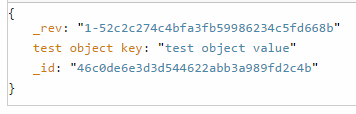 {
_rev: "1-52c2c274c4bfa3fb59986234c5fd668b"
test object key: "test object value"
_id: "46c0de6e3d3d544622abb3a989fd2c4b"
}